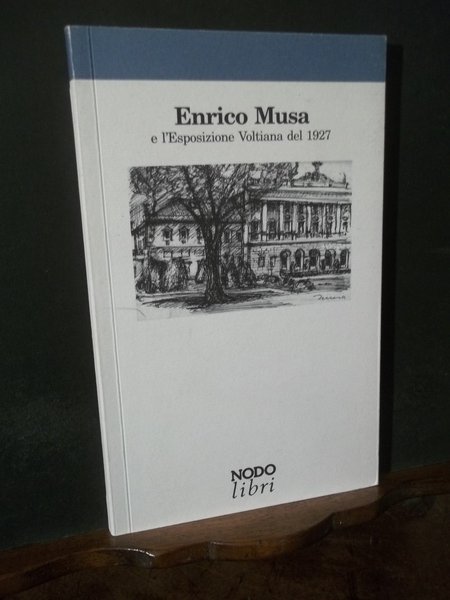 Enrico Musa
e l'Esposizione Voltiana del 1927
NODO
libri